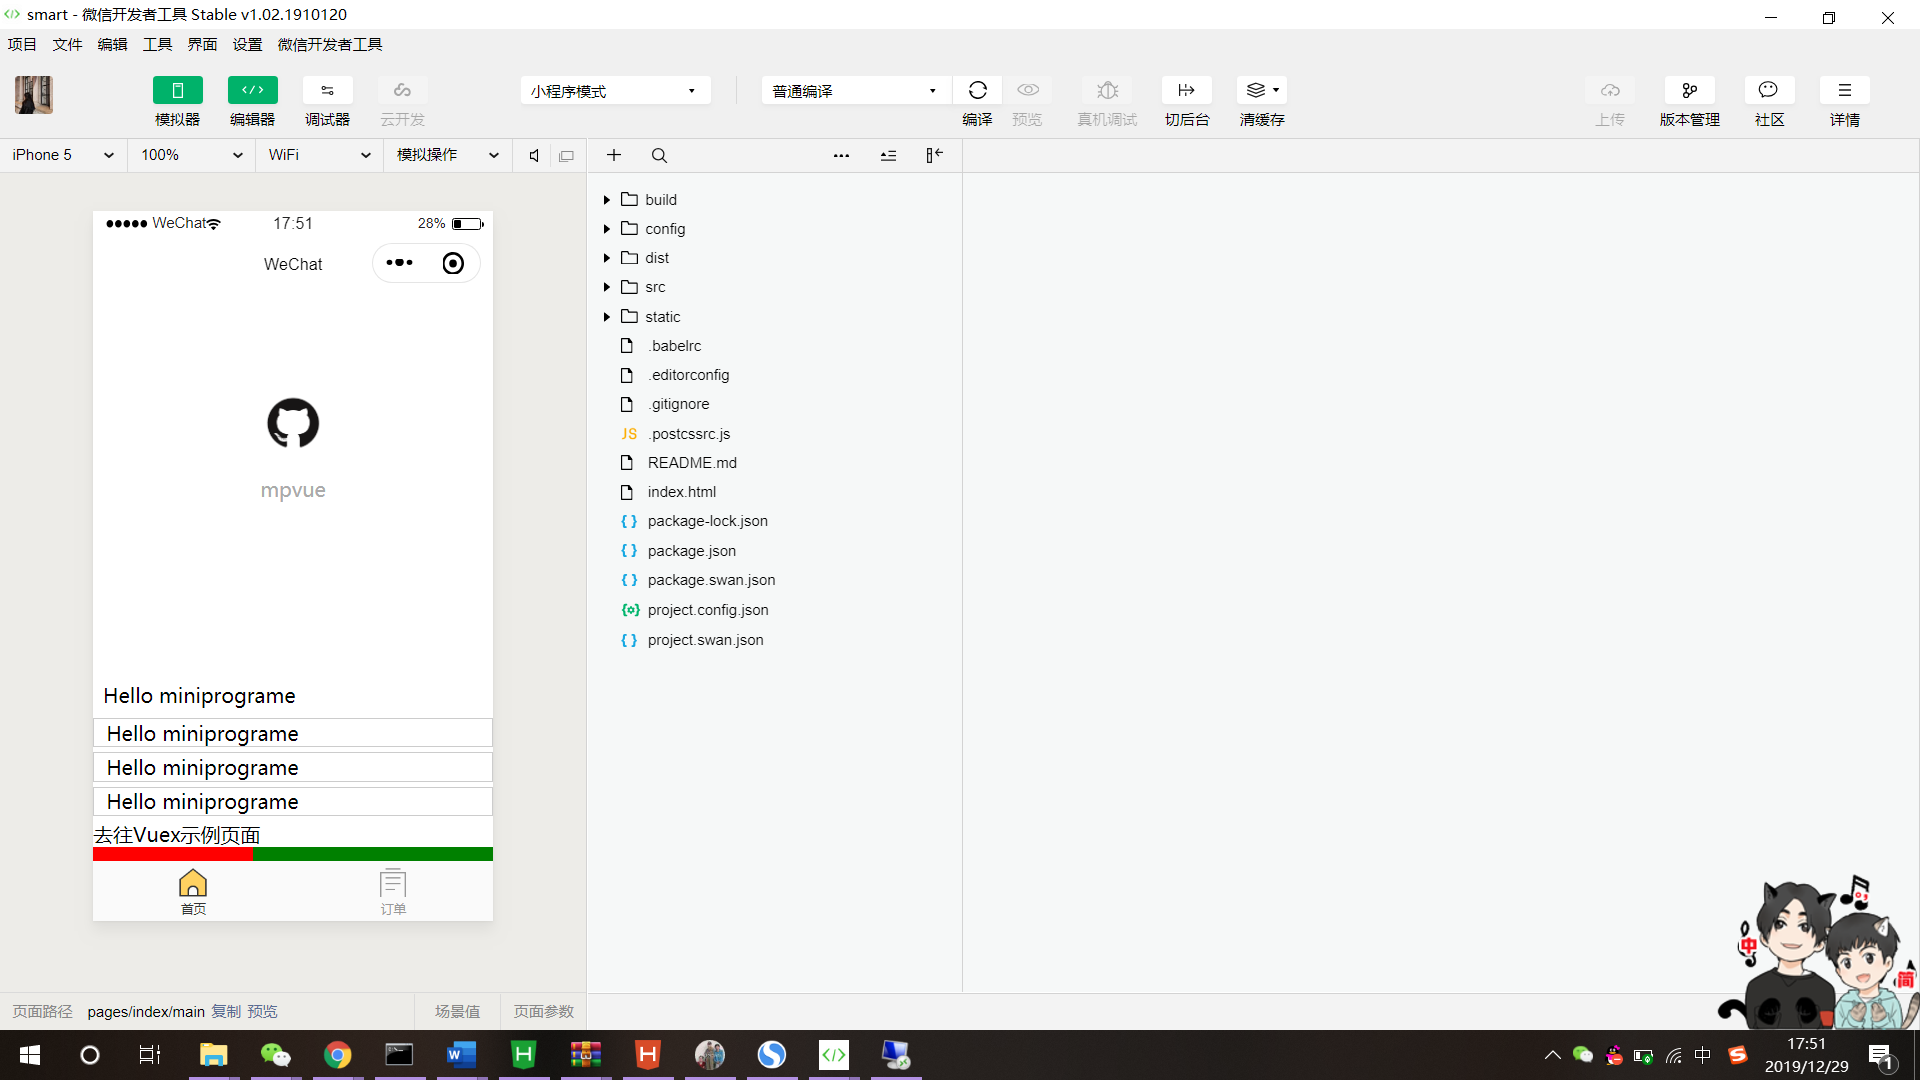 smart - 微信开发者工具 Stable v1.02.1910120
项目 文件 编辑 工具 界面 设置 微信开发者工具
小程序模式 普通编译
模拟器 编辑器 调试器 云开发 编译 预览 真机调试 切后台 清缓存 上传 版本管理 社区 详情
iPhone 5 100% WiFi 模拟操作
WeChat 17:51 28%
WeChat
mpvue
Hello miniprograme
Hello miniprograme
Hello miniprograme
Hello miniprograme
去往Vuex示例页面
首页 订单
页面路径 pages/index/main 复制 预览 场景值 页面参数
build
config
dist
src
static
.babelrc
.editorconfig
.gitignore
JS .postcssrc.js
README.md
index.html
{ } package-lock.json
{ } package.json
{ } package.swan.json
project.config.json
{ } project.swan.json
中
简
中
17:51
2019/12/29
1